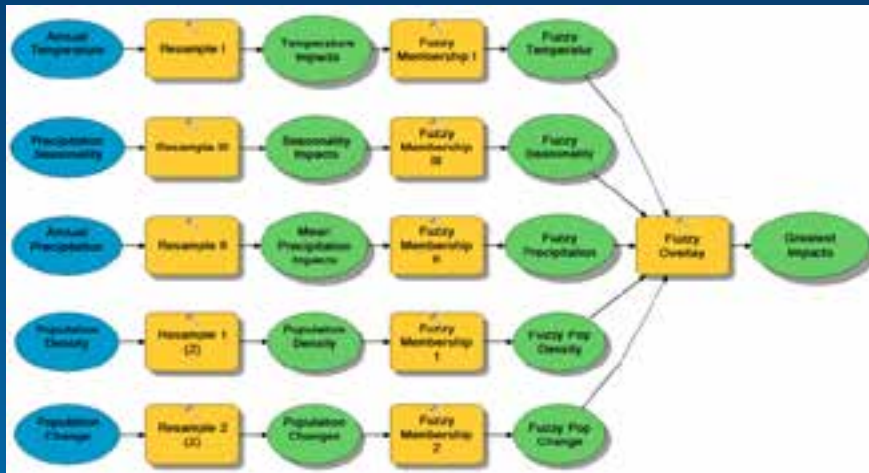 Annual
Temperature
Resample I
Temperature
Impacts
Fuzzy
Membership I
Fuzzy
Temperatur
Precipitation
Seasonality
Resample III
Seasonality
Impacts
Fuzzy
Membership
III
Fuzzy
Seasonality
Annual
Precipitation
Resample II
Mean
Precipitation
Impacts
Fuzzy
Membership
II
Fuzzy
Precipitation
Fuzzy
Overlay
Greatest
Impacts
Population
Density
Resample 1
(2)
Population
Density
Fuzzy
Membership
1
Fuzzy Pop
Density
Population
Change
Resample 2
(2)
Population
Changes
Fuzzy
Membership
2
Fuzzy Pop
Change